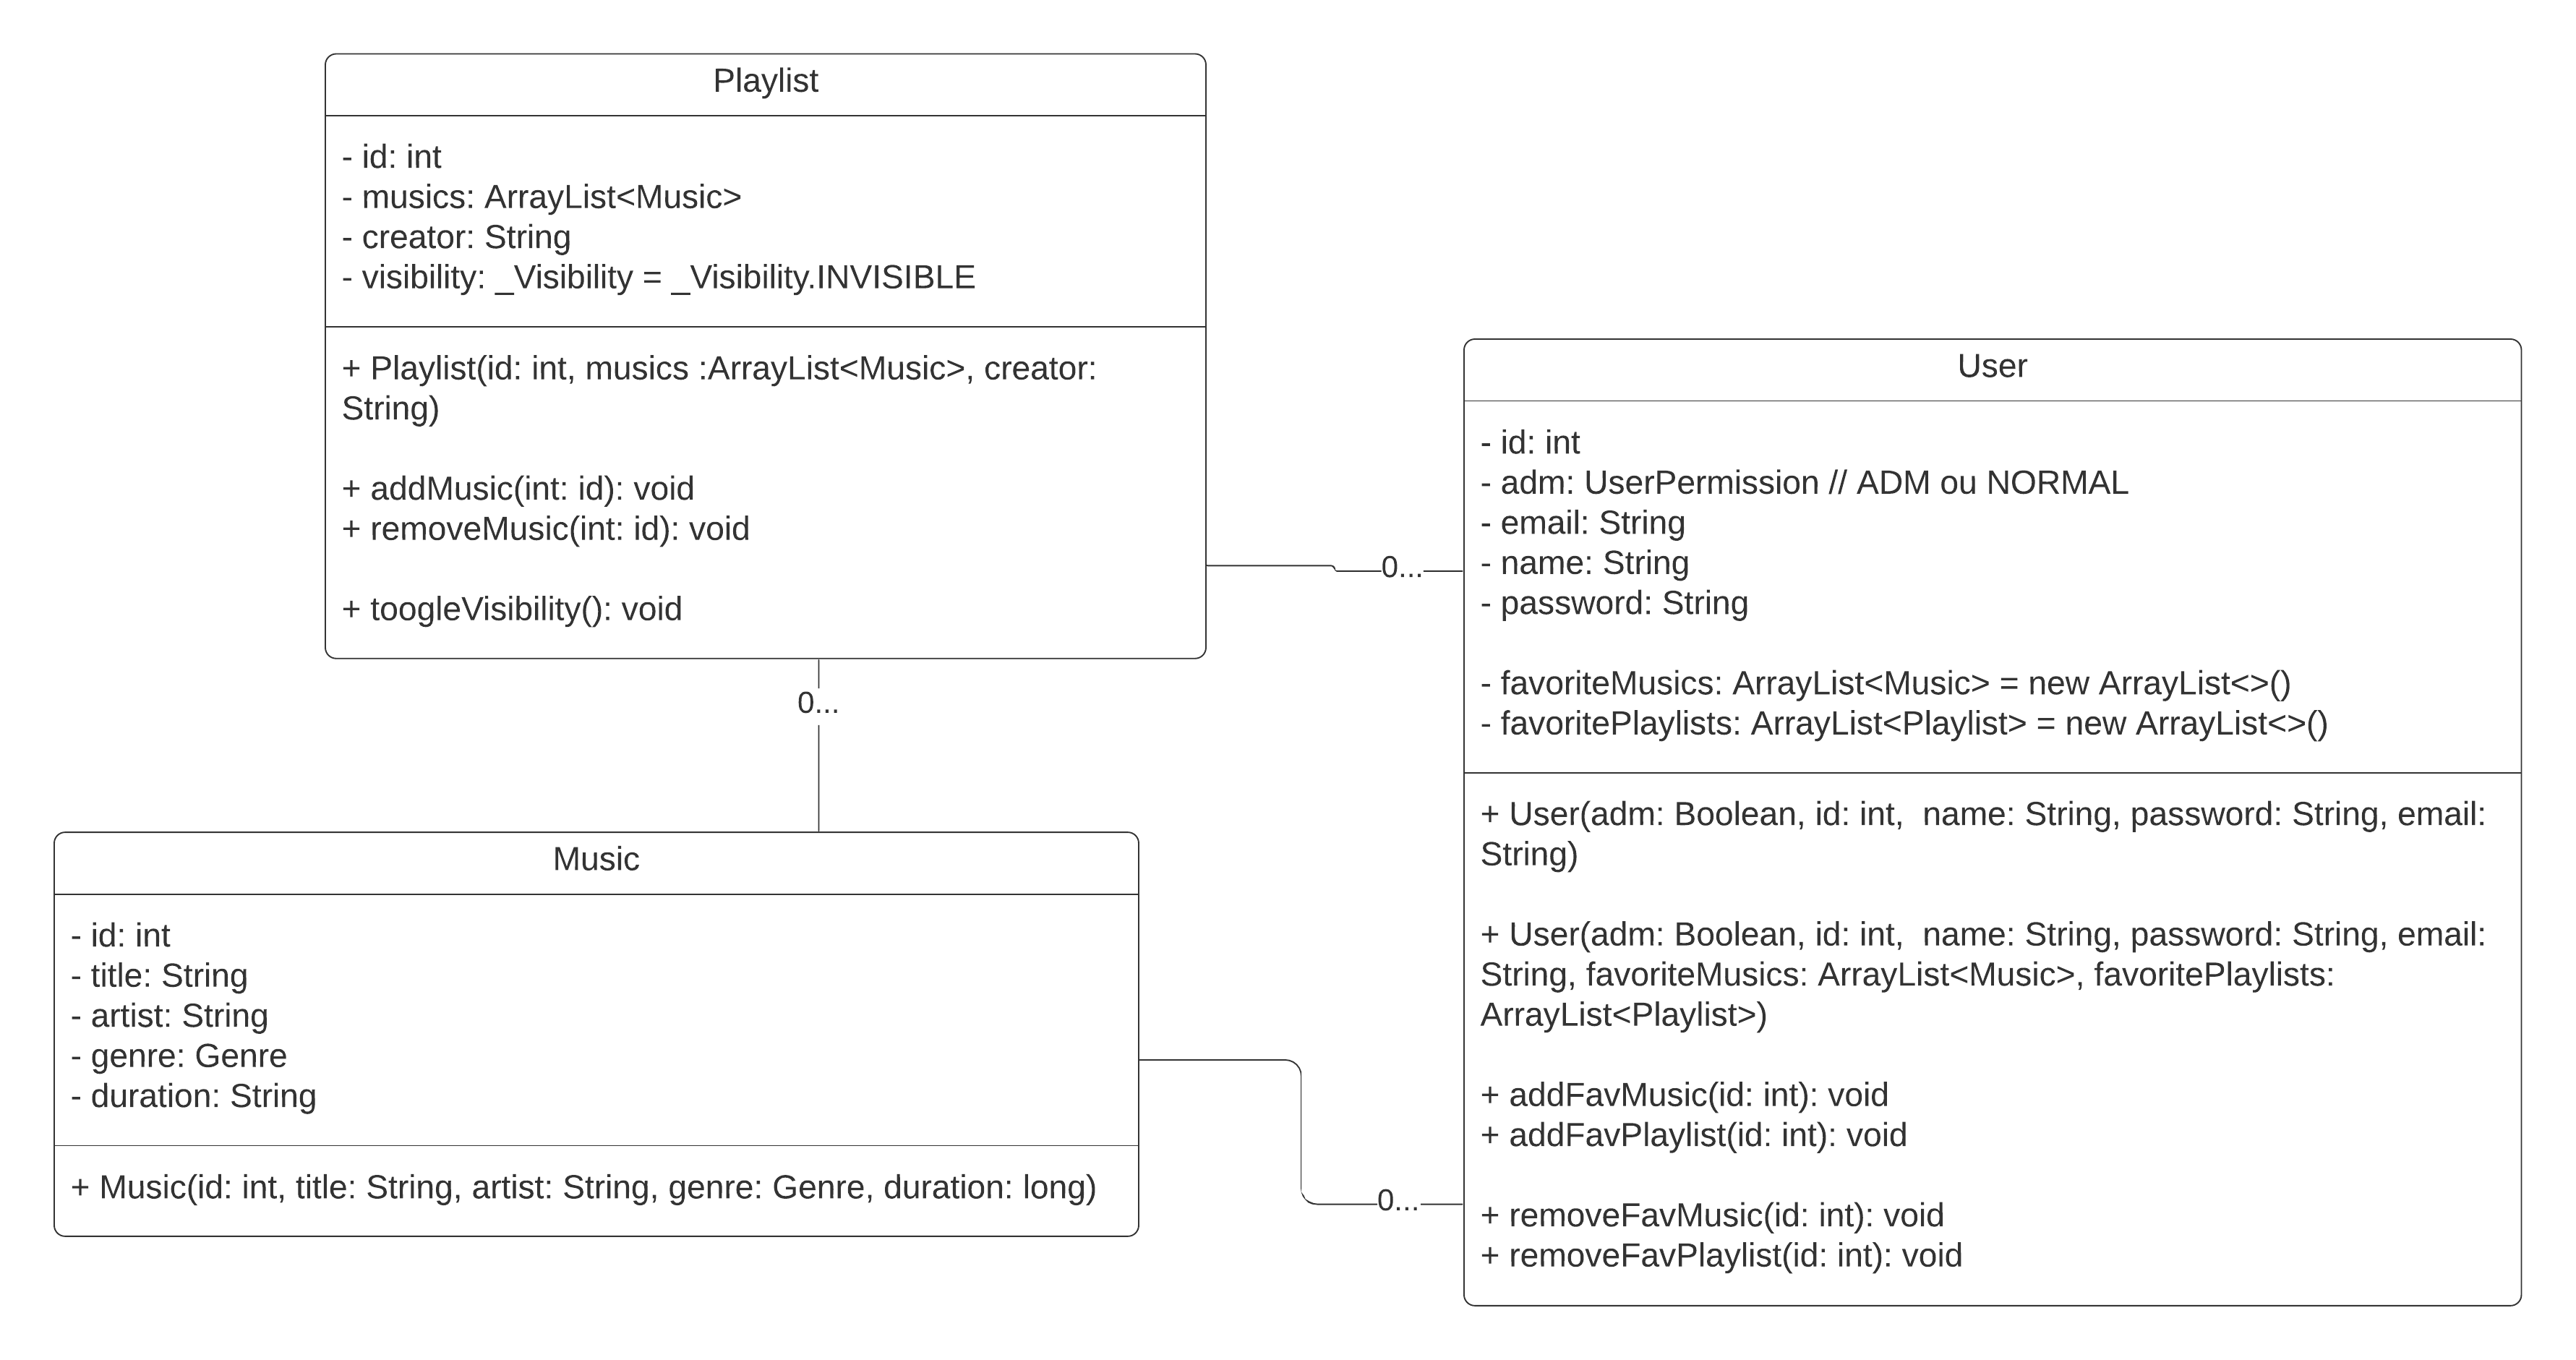 Playlist
- id: int
- musics: ArrayList<Music>
- creator: String
- visibility: _Visibility = _Visibility.INVISIBLE
+ Playlist(id: int, musics :ArrayList<Music>, creator:
String)
+ addMusic(int: id): void
+ removeMusic(int: id): void
+ toogleVisibility(): void
0...
0...
Music
- id: int
- title: String
- artist: String
- genre: Genre
- duration: String
+ Music(id: int, title: String, artist: String, genre: Genre, duration: long)
0...
User
- id: int
- adm: UserPermission // ADM ou NORMAL
- email: String
- name: String
- password: String
- favoriteMusics: ArrayList<Music> = new ArrayList<>()
- favoritePlaylists: ArrayList<Playlist> = new ArrayList<>()
+ User(adm: Boolean, id: int,  name: String, password: String, email:
String)
+ User(adm: Boolean, id: int,  name: String, password: String, email:
String, favoriteMusics: ArrayList<Music>, favoritePlaylists:
ArrayList<Playlist>)
+ addFavMusic(id: int): void
+ addFavPlaylist(id: int): void
+ removeFavMusic(id: int): void
+ removeFavPlaylist(id: int): void